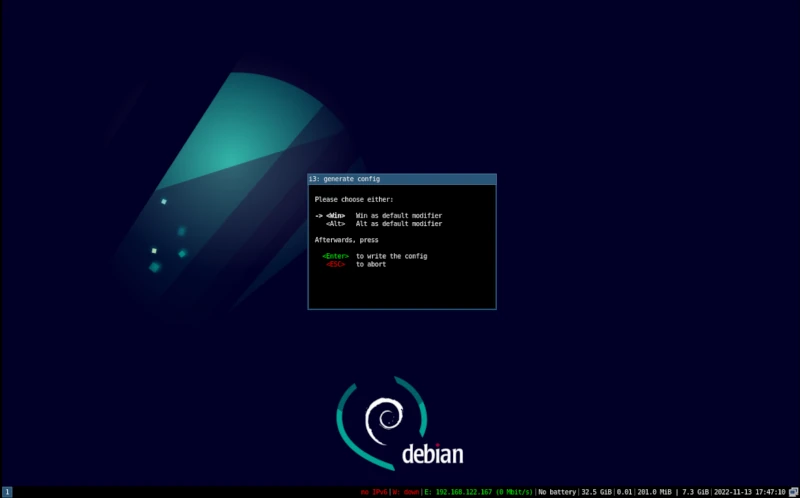 i3: generate config
Please choose either:
-> <Win> Win as default modifier
<Alt> Alt as default modifier
Afterwards, press
<Enter> to write the config
<ESC> to abort
debian
1 no IPv6|W: down|E: 192.168.122.167 (0 Mbit/s)|No battery|32.5 GiB|0.01|201.0 MiB | 7.3 GiB|2022-11-13 17:47:10